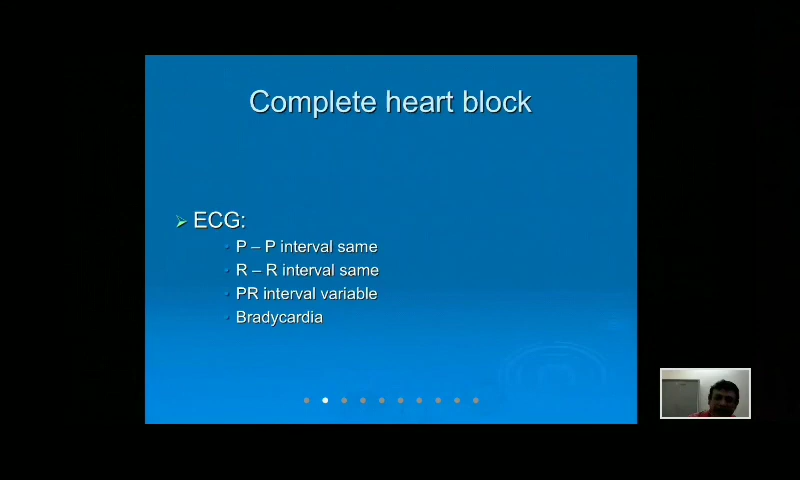 Complete heart block
ECG:
P – P interval same
R – R interval same
PR interval variable
Bradycardia